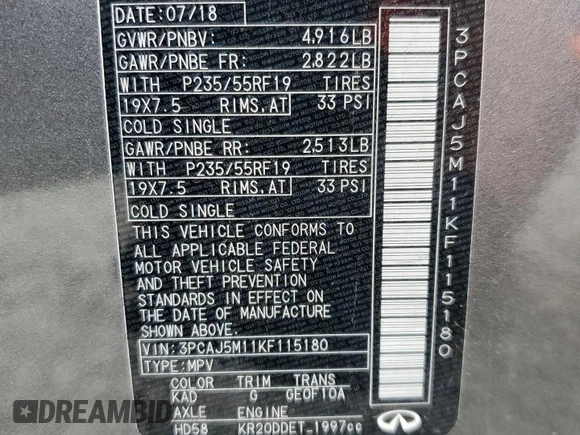 DATE: 07/18
GVWR/PNBV: 4,916LB
GAWR/PNBE FR: 2,822LB
WITH P235/55RF19 TIRES
19X7.5 RIMS.AT 33 PSI
COLD SINGLE
GAWR/PNBE RR: 2,513LB
WITH P235/55RF19 TIRES
19X7.5 RIMS.AT 33 PSI
COLD SINGLE
THIS VEHICLE CONFORMS TO
ALL APPLICABLE FEDERAL
MOTOR VEHICLE SAFETY
AND THEFT PREVENTION
STANDARDS IN EFFECT ON
THE DATE OF MANUFACTURE
SHOWN ABOVE.
VIN:3PCAJ5M11KF115180
TYPE:MPV
COLOR TRIM TRANS
KAD G GE0F10A
AXLE ENGINE
HD58 KR20DDET 1997cc
3PCAJ5M11KF115180
DREAMBID
.COM